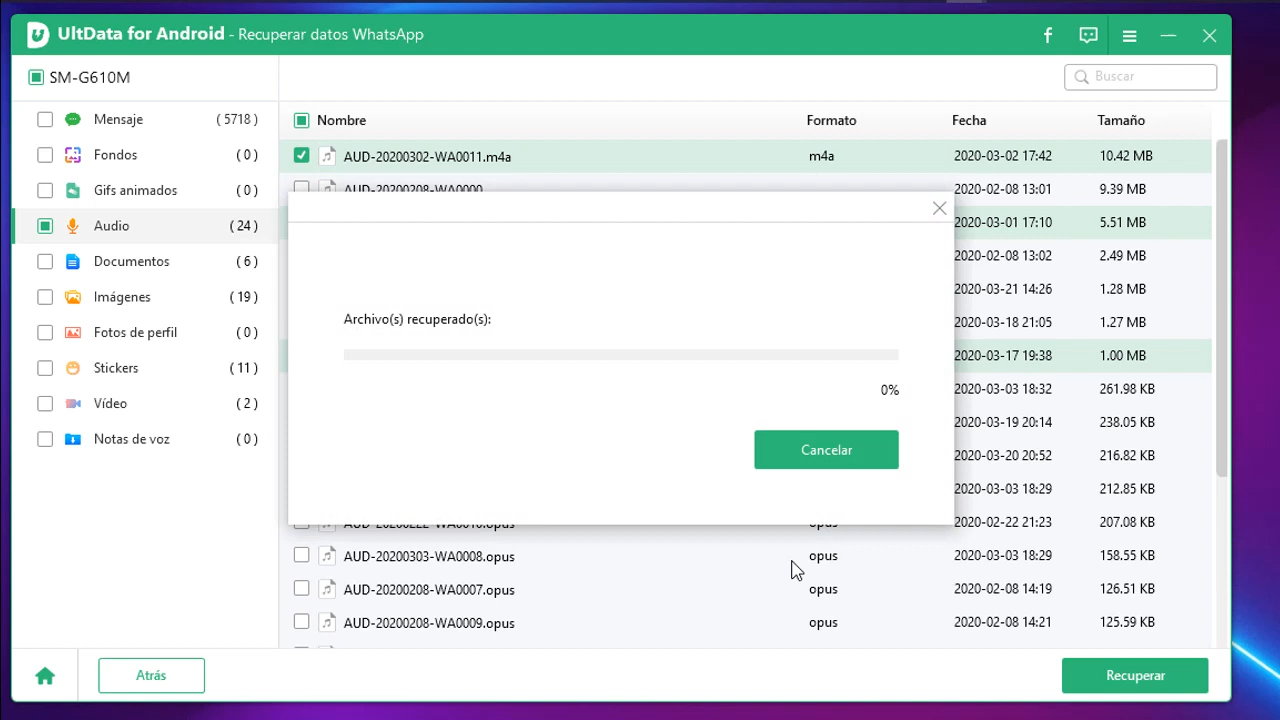 UltData for Android - Recuperar datos WhatsApp
SM-G610M
Buscar
Mensaje ( 5718 )
Fondos ( 0 )
Gifs animados ( 0 )
Audio ( 24 )
Documentos ( 6 )
Imágenes ( 19 )
Fotos de perfil ( 0 )
Stickers ( 11 )
Vídeo ( 2 )
Notas de voz ( 0 )
Nombre Formato Fecha Tamaño
AUD-20200302-WA0011.m4a m4a 2020-03-02 17:42 10.42 MB
AUD-20200208-WA0000 2020-02-08 13:01 9.39 MB
2020-03-01 17:10 5.51 MB
2020-02-08 13:02 2.49 MB
2020-03-21 14:26 1.28 MB
2020-03-18 21:05 1.27 MB
2020-03-17 19:38 1.00 MB
2020-03-03 18:32 261.98 KB
2020-03-19 20:14 238.05 KB
2020-03-20 20:52 216.82 KB
2020-03-03 18:29 212.85 KB
AUD-20200222-WA0010.opus opus 2020-02-22 21:23 207.08 KB
AUD-20200303-WA0008.opus opus 2020-03-03 18:29 158.55 KB
AUD-20200208-WA0007.opus opus 2020-02-08 14:19 126.51 KB
AUD-20200208-WA0009.opus opus 2020-02-08 14:21 125.59 KB
Archivo(s) recuperado(s):
0%
Cancelar
Atrás
Recuperar